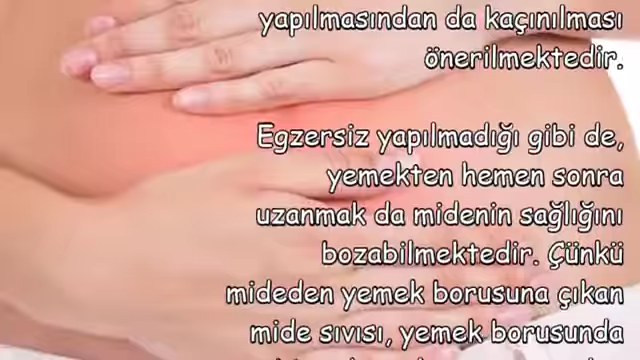 yapılmasından da kaçınılması
önerilmektedir.
Egzersiz yapılmadığı gibi de,
yemekten hemen sonra
uzanmak da midenin sağlığını
bozabilmektedir. Çünkü
mideden yemek borusuna çıkan
mide sıvısı, yemek borusunda